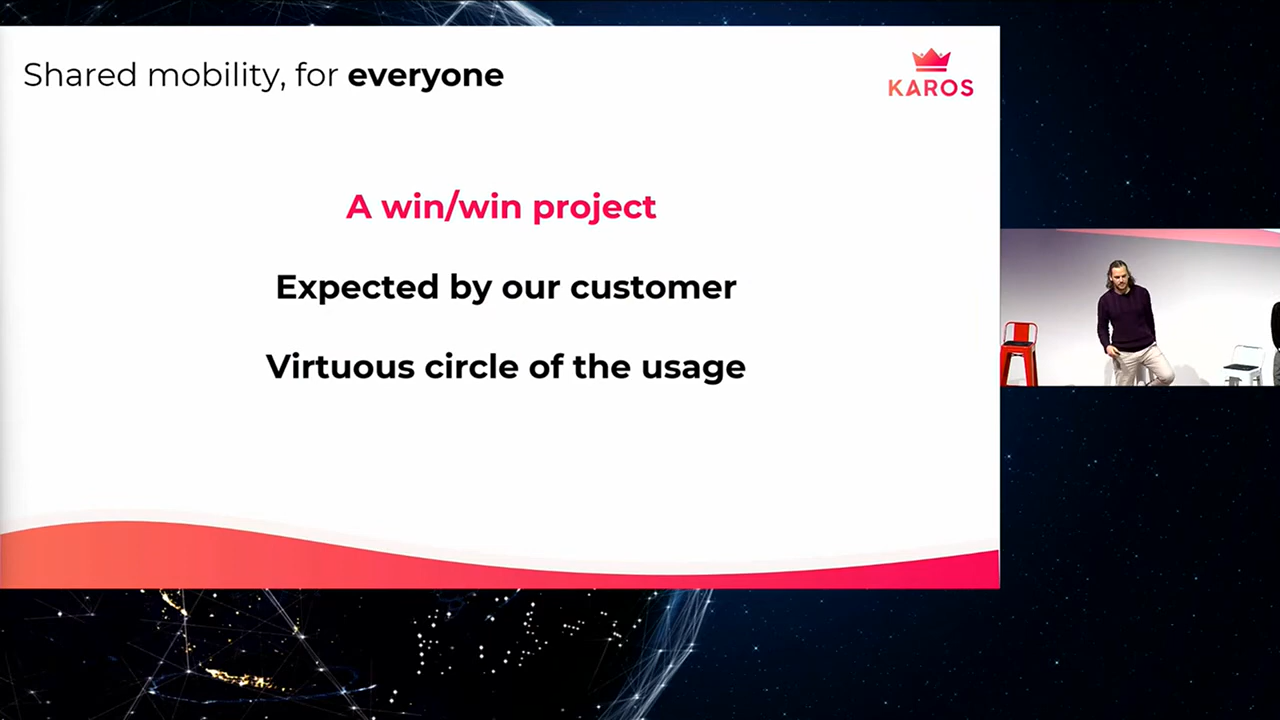 Shared mobility, for everyone
KAROS
A win/win project
Expected by our customer
Virtuous circle of the usage